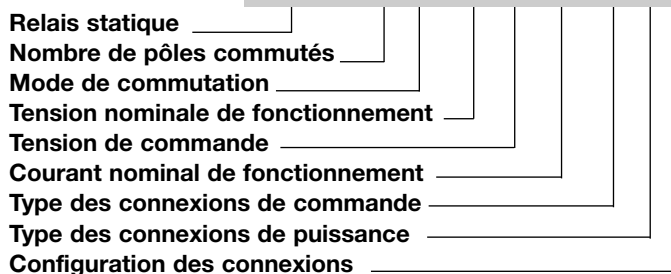 Relais statique
Nombre de pôles commutés
Mode de commutation
Tension nominale de fonctionnement
Tension de commande
Courant nominal de fonctionnement
Type des connexions de commande
Type des connexions de puissance
Configuration des connexions